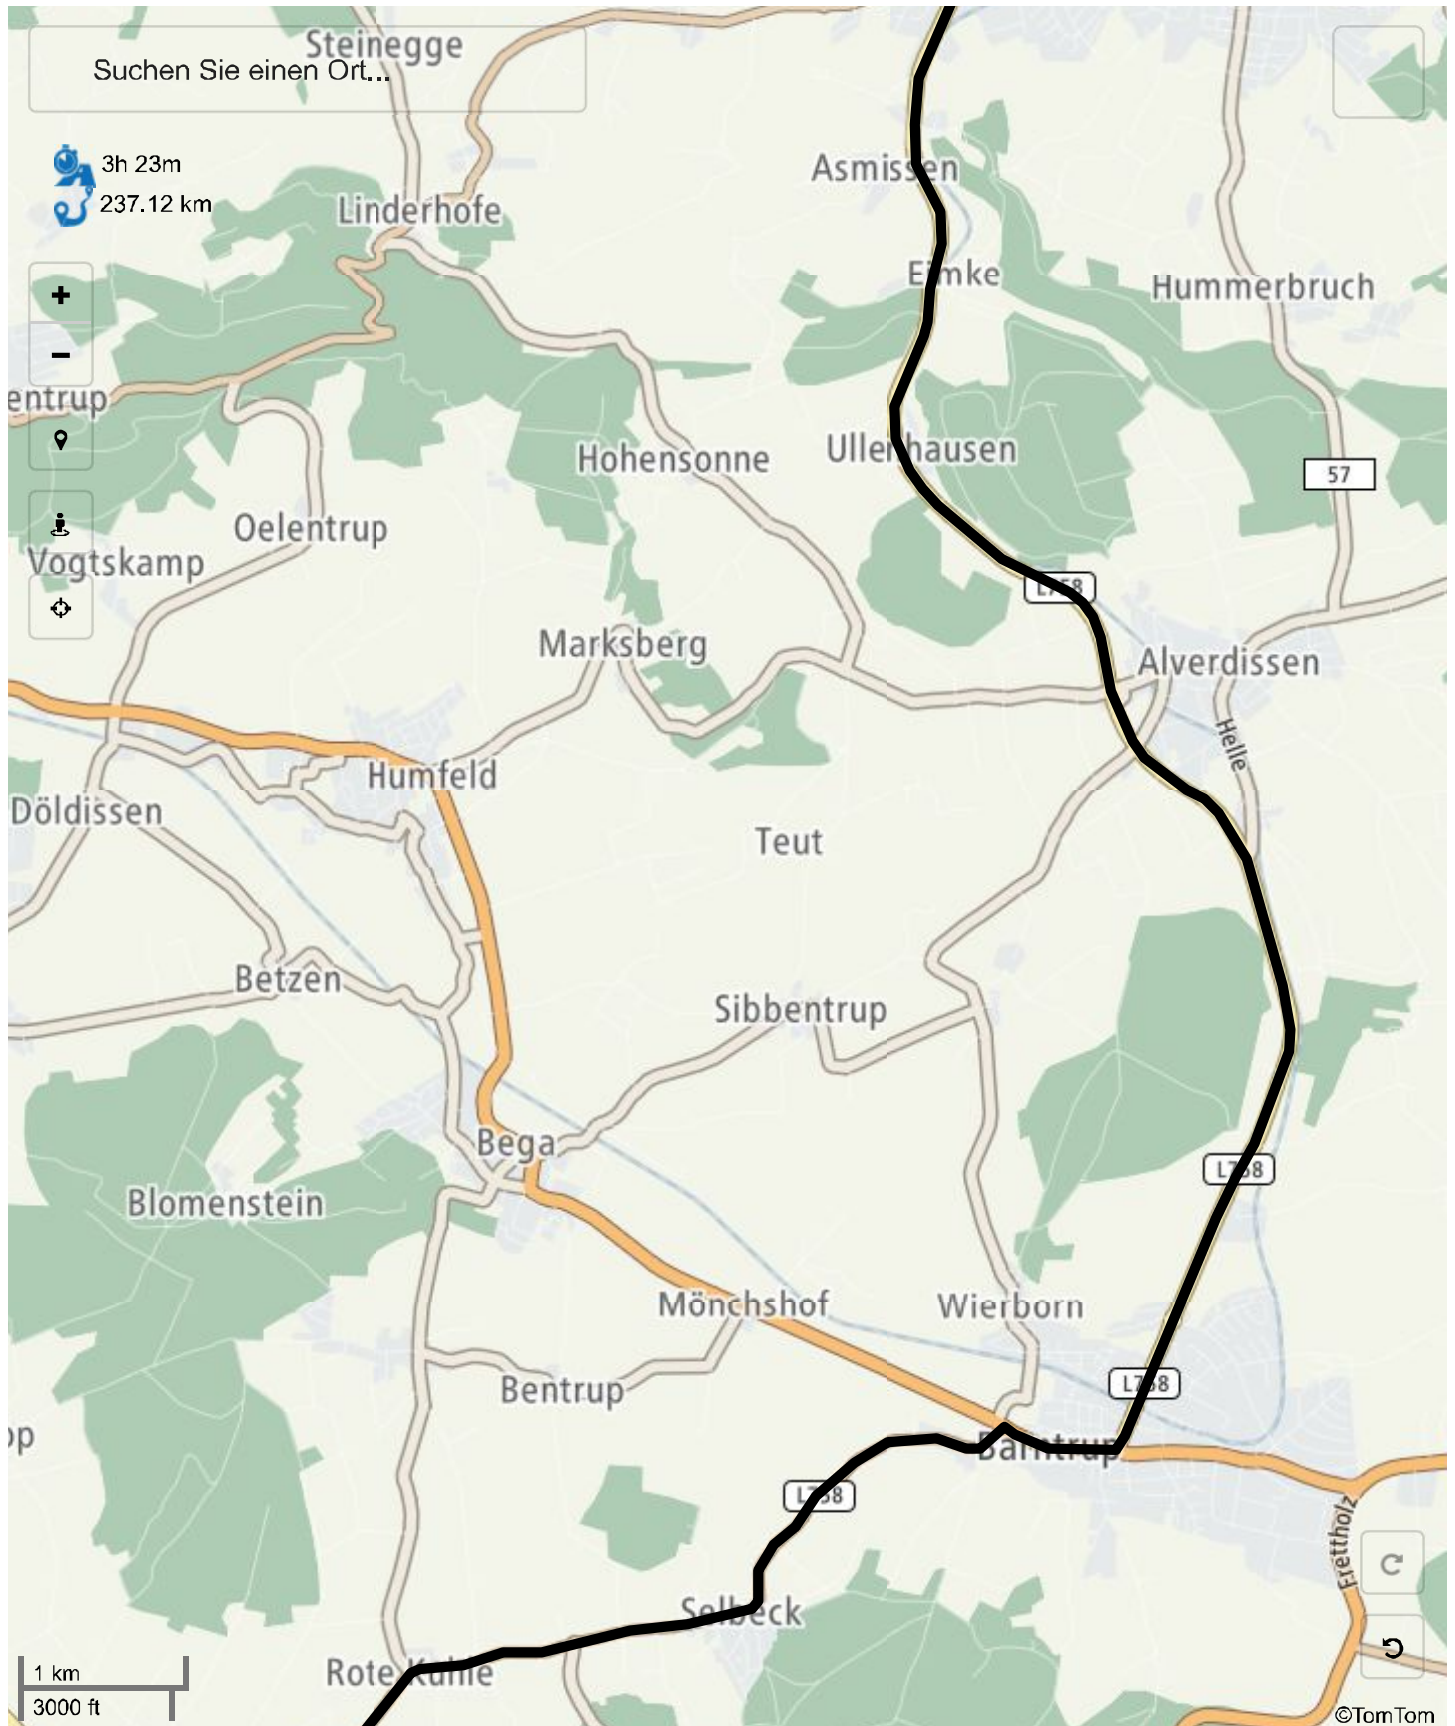 Steinegge
Suchen Sie einen Ort...
3h 23m
Asmissen
237.12 km
Linderhofe
Eimke
Hummerbruch
entrup
Hohensonne
Ullenhausen
57
Oelentrup
Vogtskamp
L758
Marksberg
Alverdissen
Helle
Humfeld
Döldissen
Teut
Betzen
Sibbentrup
Bega
L758
Blomenstein
Mönchshof
Wierborn
L758
Bentrup
op
Barntrup
L758
Frettholz
Selbeck
Rote Kuhle
1 km
3000 ft
©TomTom